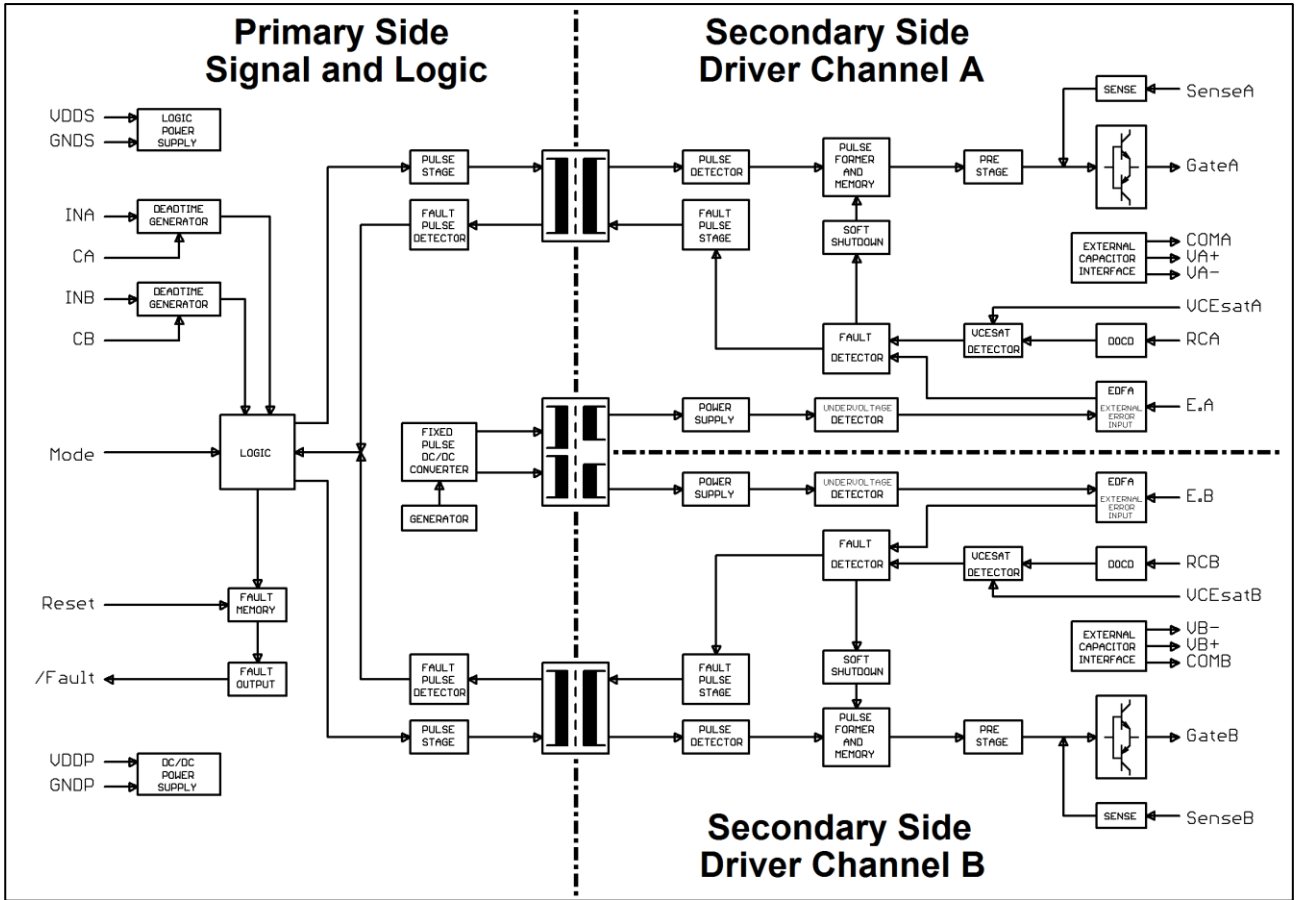 Primary Side
Signal and Logic
Secondary Side
Driver Channel A
VDDS
GNDS
LOGIC
POWER
SUPPLY
INA
DEADTIME
GENERATOR
CA
INB
DEADTIME
GENERATOR
CB
Mode
LOGIC
Reset
FAULT
MEMORY
/Fault
FAULT
OUTPUT
VDDP
GNDP
DC/DC
POWER
SUPPLY
PULSE
STAGE
FAULT
PULSE
DETECTOR
FIXED
PULSE
DC/DC
CONVERTER
GENERATOR
FAULT
PULSE
DETECTOR
PULSE
STAGE
PULSE
DETECTOR
PULSE
FORMER
AND
MEMORY
PRE
STAGE
SENSE
SenseA
GateA
FAULT
PULSE
STAGE
SOFT
SHUTDOWN
EXTERNAL
CAPACITOR
INTERFACE
COMA
VA+
VA-
VCEsatA
FAULT
DETECTOR
VCESAT
DETECTOR
DOCD
RCA
POWER
SUPPLY
UNDERVOLTAGE
DETECTOR
EDFA
EXTERNAL
ERROR
INPUT
E.A
POWER
SUPPLY
UNDERVOLTAGE
DETECTOR
EDFA
EXTERNAL
ERROR
INPUT
E.B
FAULT
DETECTOR
VCESAT
DETECTOR
DOCD
RCB
VCEsatB
EXTERNAL
CAPACITOR
INTERFACE
VB-
VB+
COMB
FAULT
PULSE
STAGE
SOFT
SHUTDOWN
PULSE
DETECTOR
PULSE
FORMER
AND
MEMORY
PRE
STAGE
GateB
SENSE
SenseB
Secondary Side
Driver Channel B